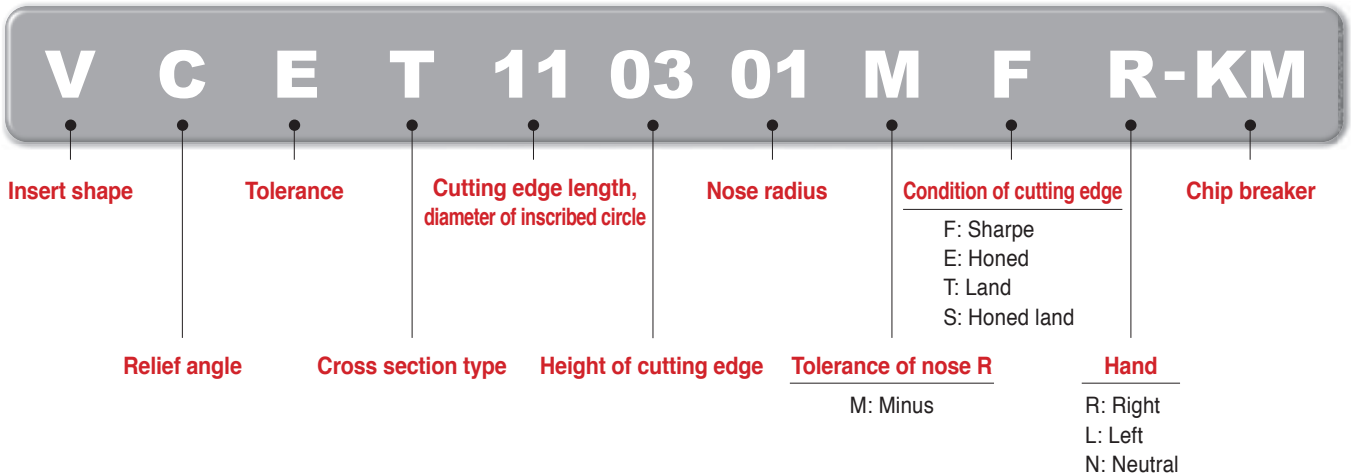 V C E T 11 03 01 M F R-KM
Insert shape
Tolerance
Cutting edge length,
diameter of inscribed circle
Nose radius
Condition of cutting edge
F: Sharpe
E: Honed
T: Land
S: Honed land
Chip breaker
Relief angle
Cross section type
Height of cutting edge
Tolerance of nose R
M: Minus
Hand
R: Right
L: Left
N: Neutral